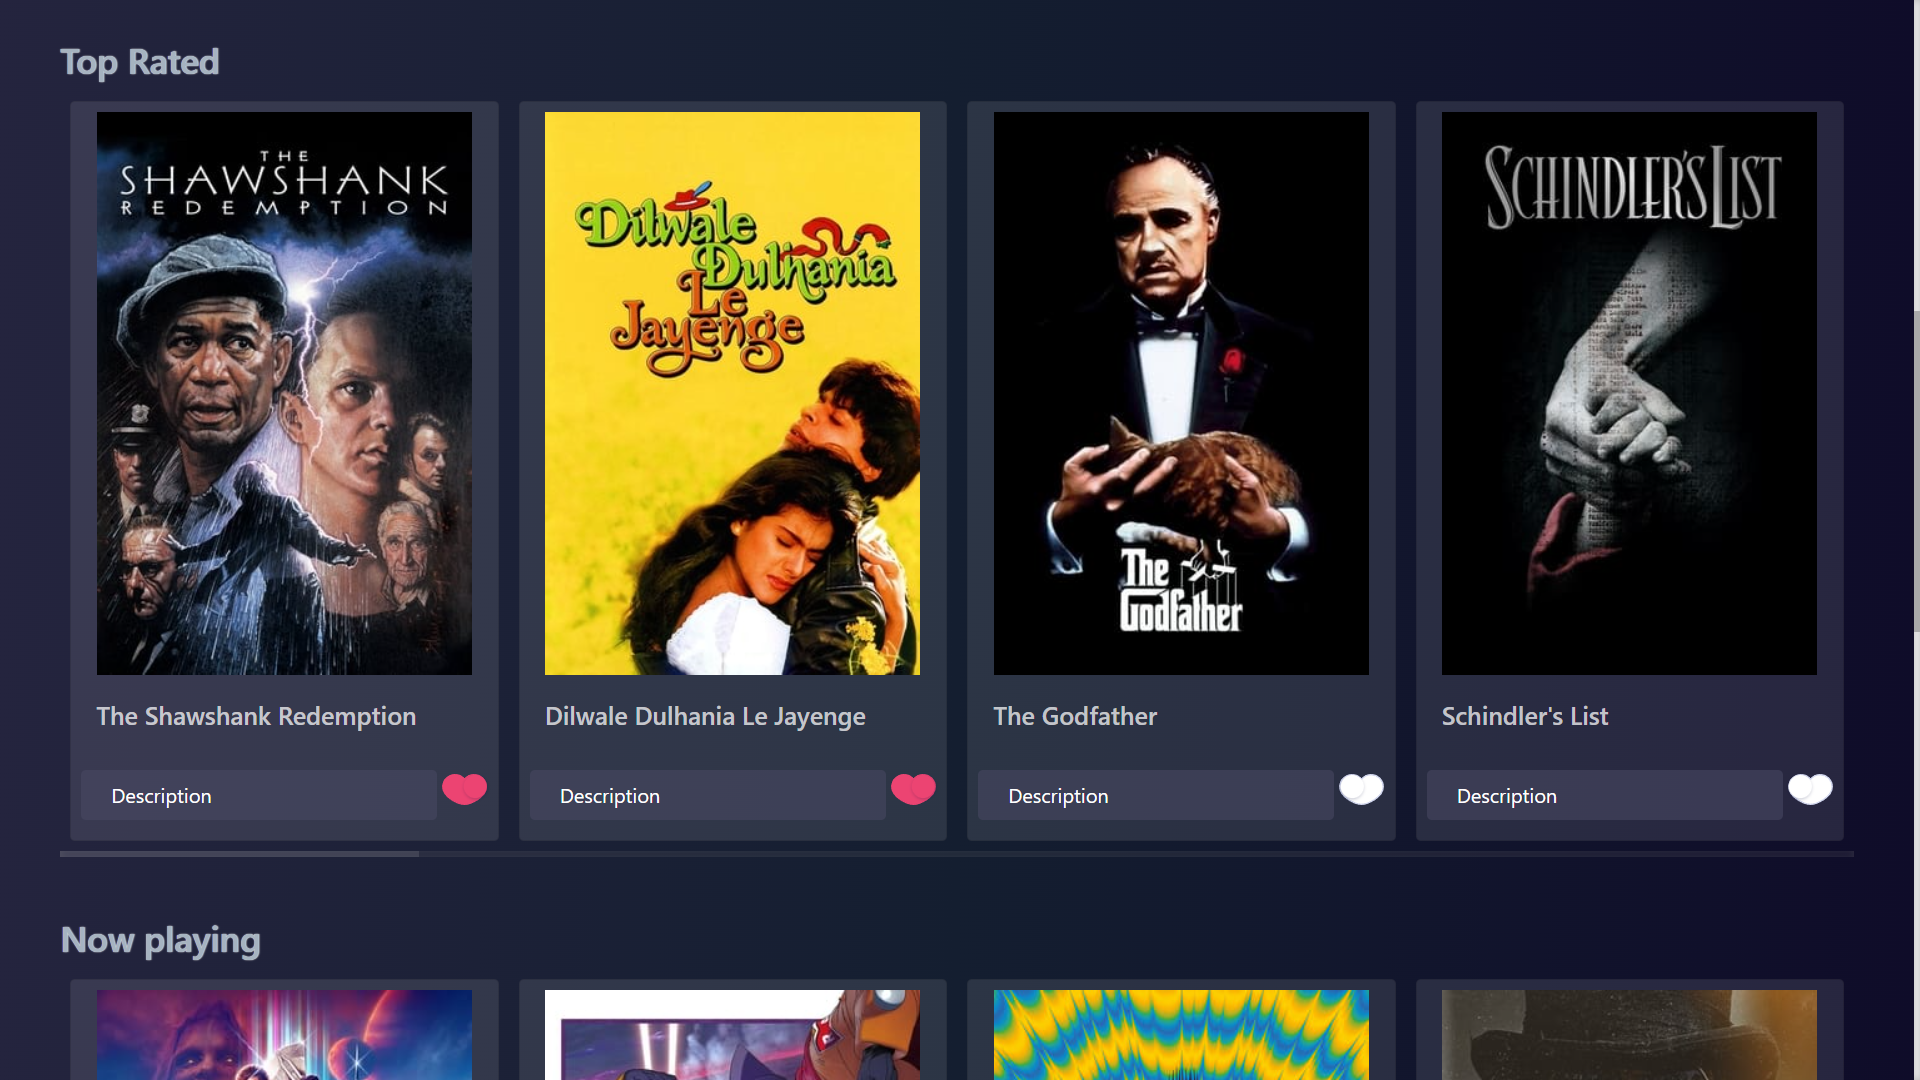 Top Rated
THE
SHAWSHANK
REDEMPTION
Dilwale
Dulhania
Le
Jayenge
The
Godfather
SCHINDLER'S LIST
The Shawshank Redemption
Dilwale Dulhania Le Jayenge
The Godfather
Schindler's List
Description
Description
Description
Description
Now playing